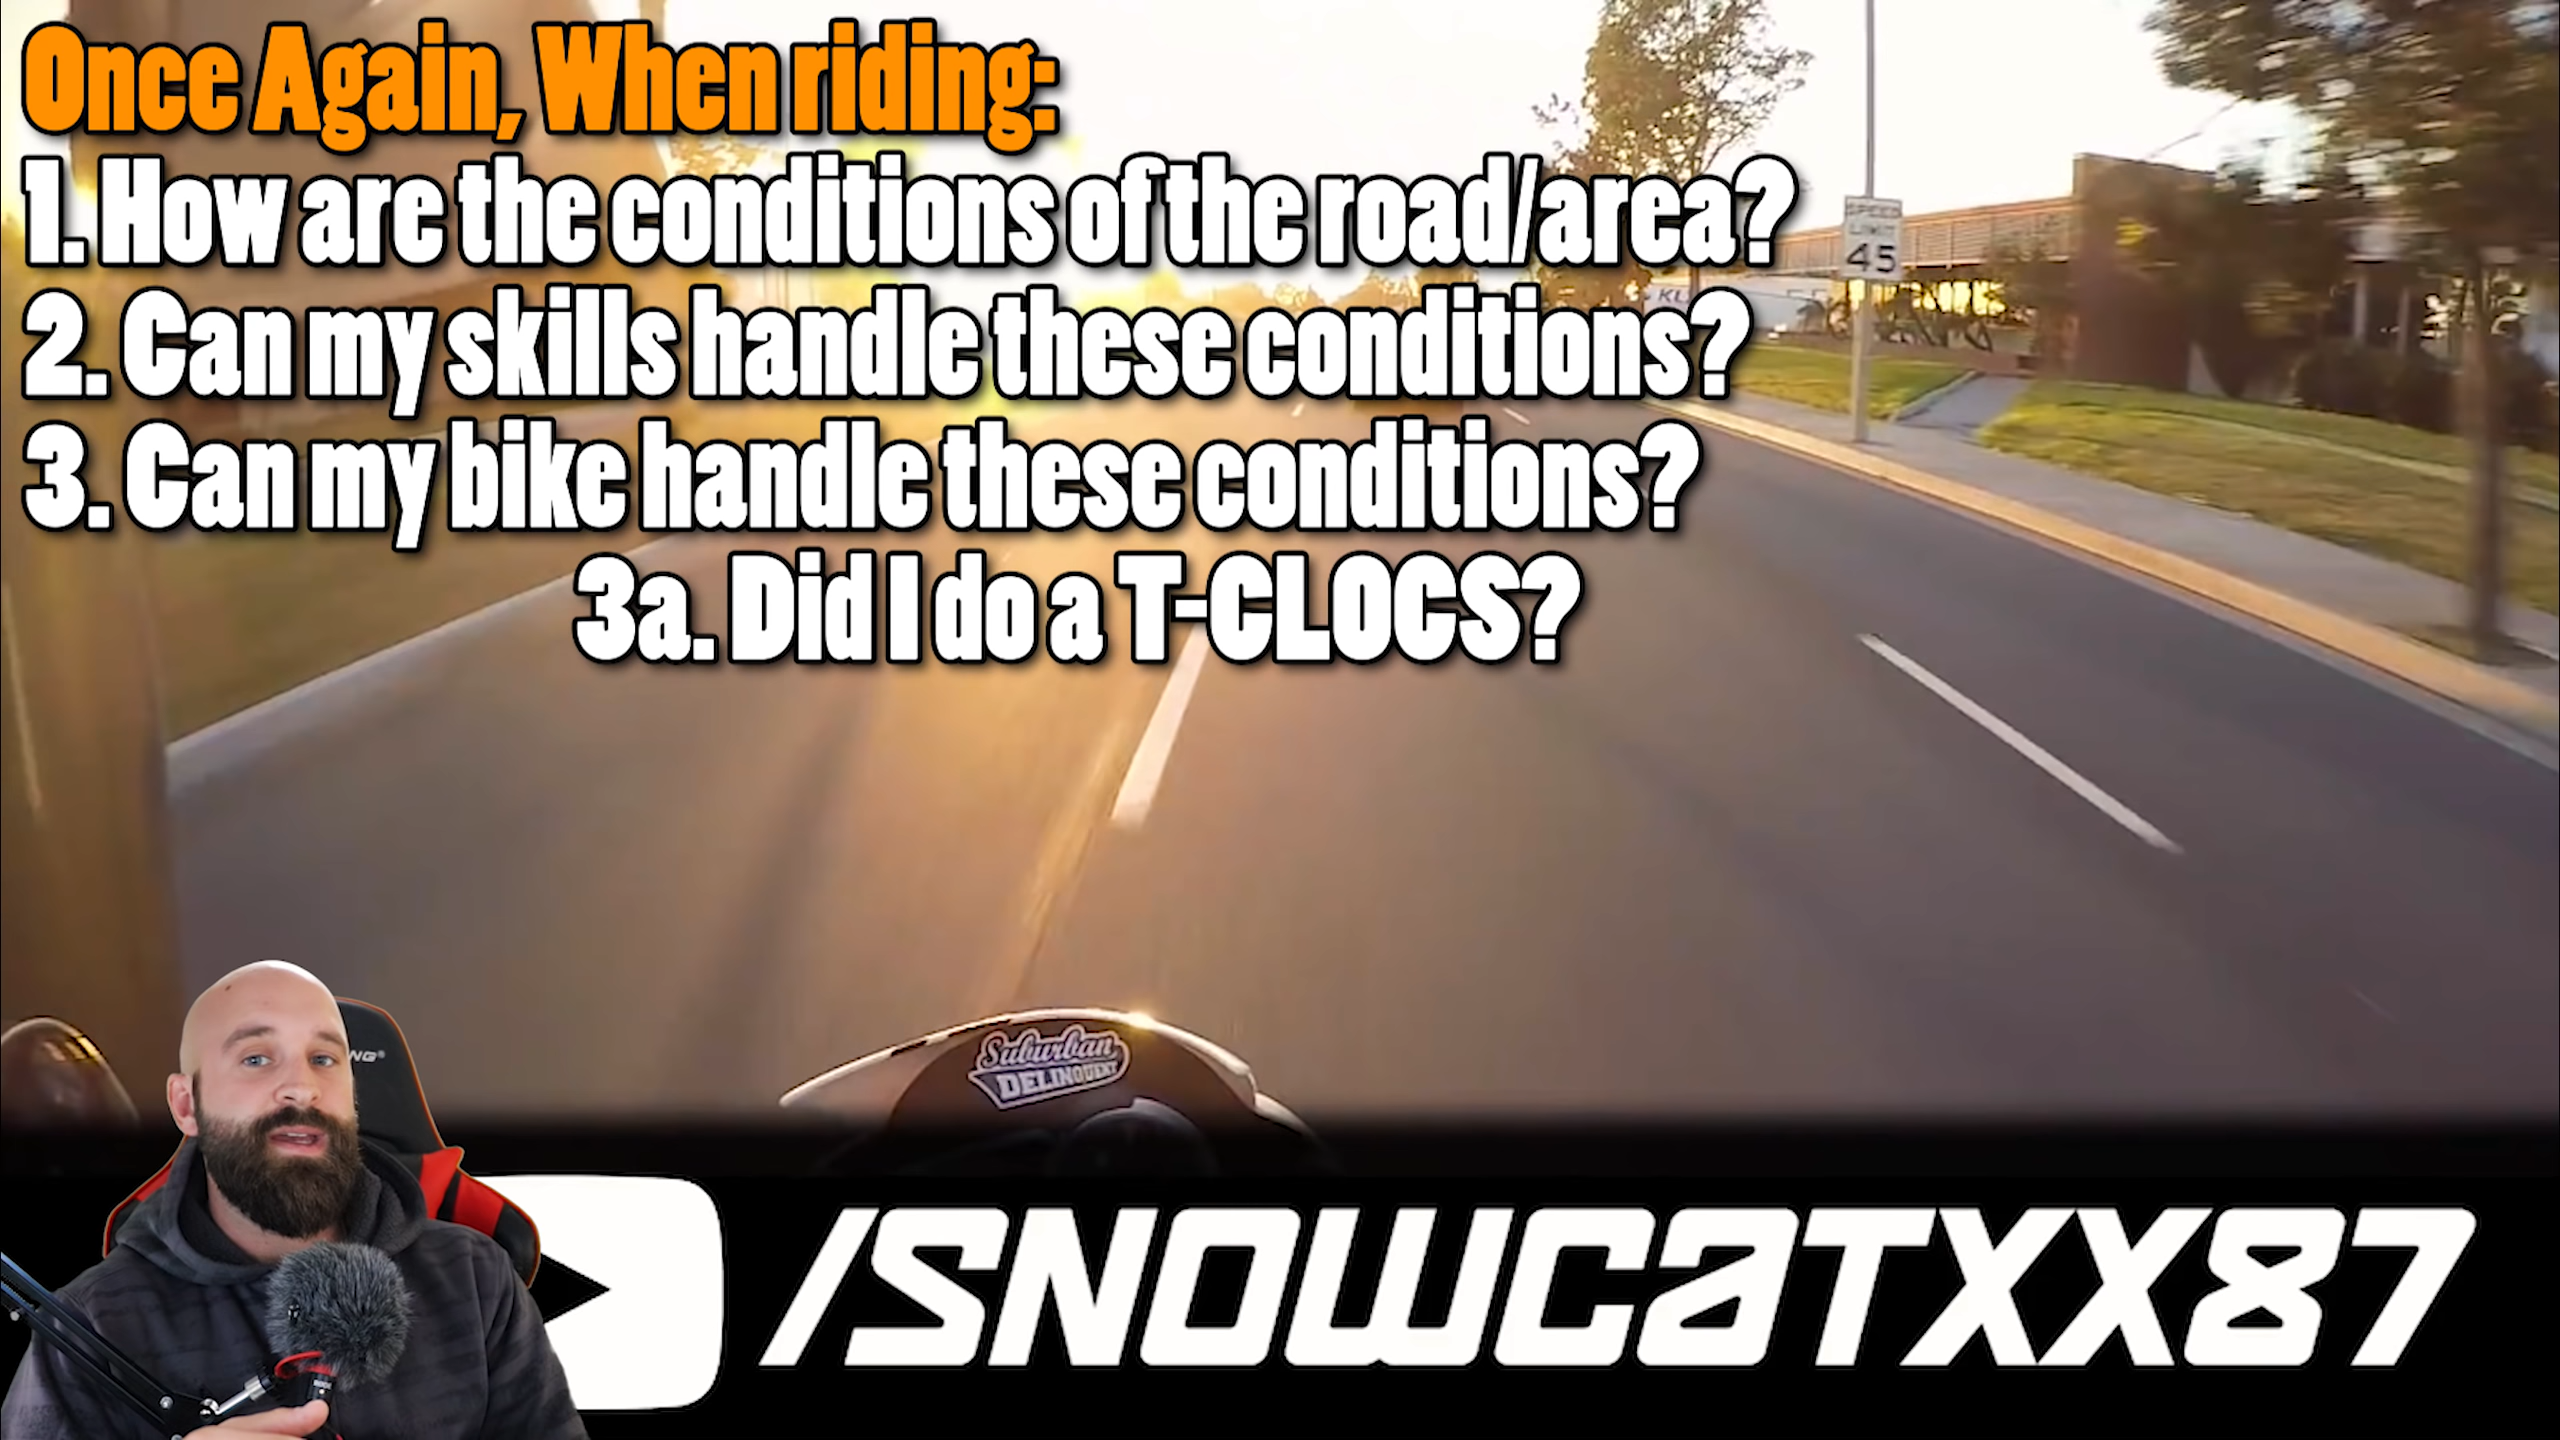 Once Again, When riding:
1. How are the conditions of the road/area?
SPEED
LIMIT
45
2. Can my skills handle these conditions?
3. Can my bike handle these conditions?
3a. Did I do a T-CLOCS?
Suburban
DELINQUENT
NG®
/SNOWCATXX87